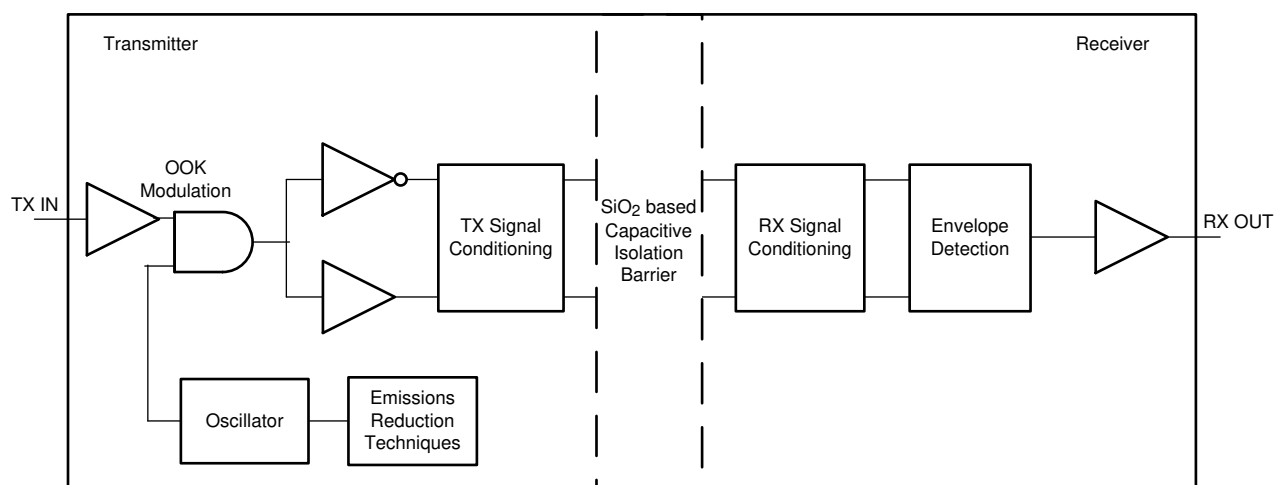 Transmitter
Receiver
OOK
Modulation
TX IN
TX Signal
Conditioning
SiO₂ based
Capacitive
Isolation
Barrier
RX Signal
Conditioning
Envelope
Detection
RX OUT
Oscillator
Emissions
Reduction
Techniques